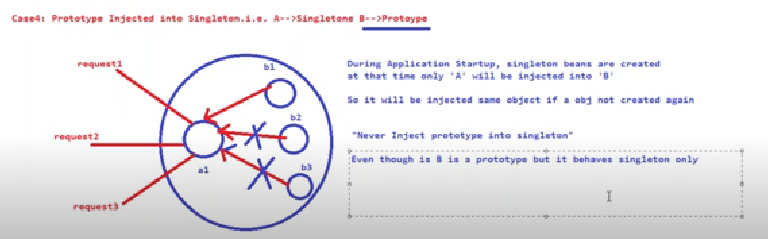 Case4: Prototype Injected into Singleton.i.e. A-->Singletone B-->Protoype
request1
b1
During Application Startup, singleton beans are created
at that time only 'A' will be injected into 'B'
So it will be injected same object if a obj not created again
b2
request2
"Never Inject prototype into singleton"
Even though is B is a prototype but it behaves singleton only
a1
b3
request3